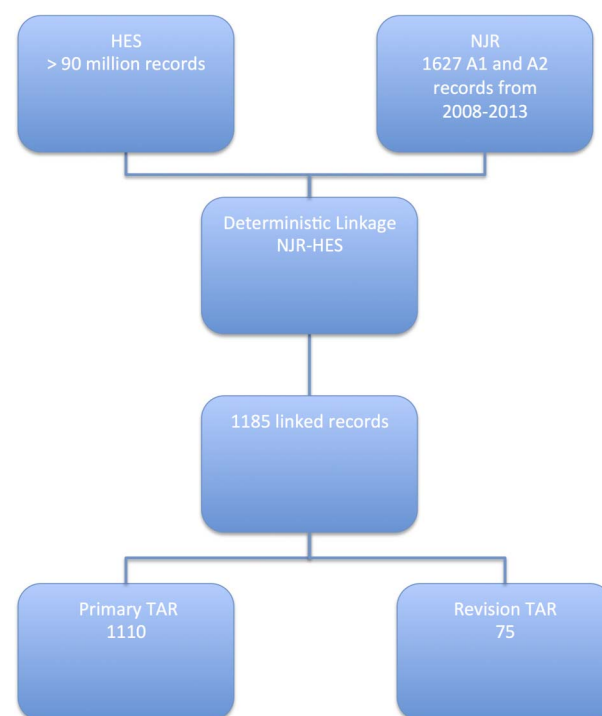 HES
> 90 million records
NJR
1627 A1 and A2
records from
2008-2013
Deterministic Linkage
NJR-HES
1185 linked records
Primary TAR
1110
Revision TAR
75